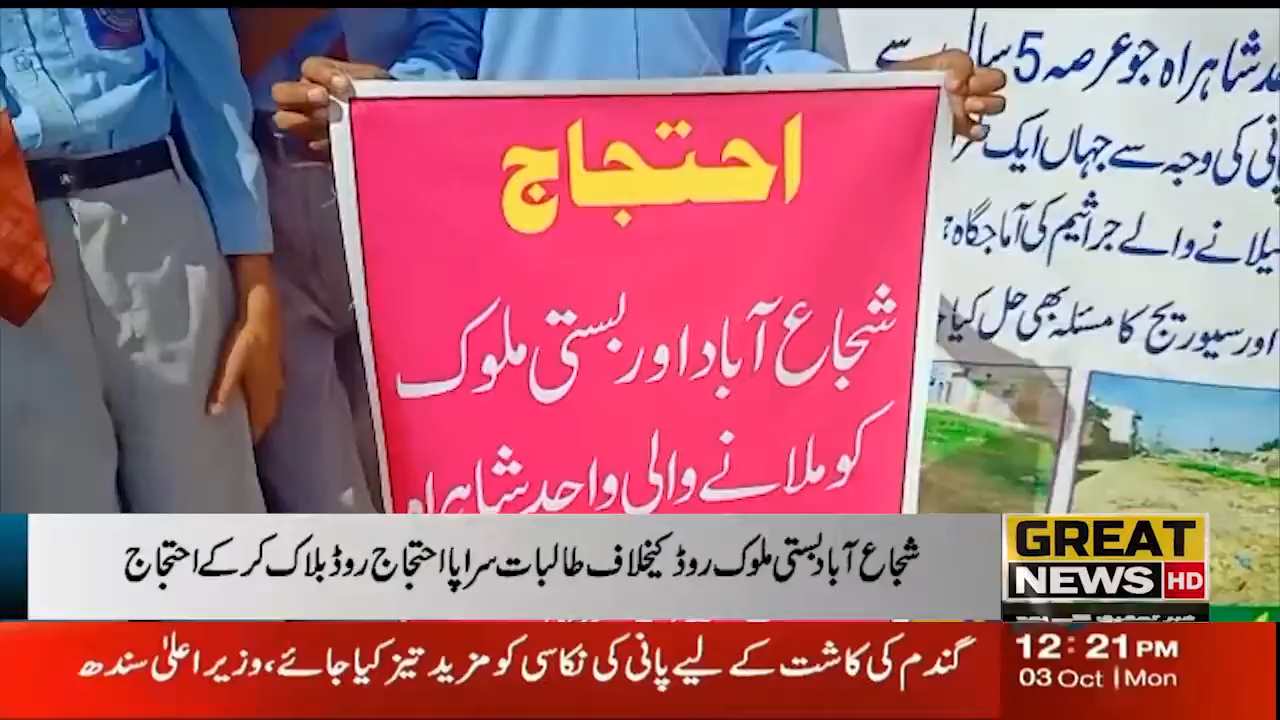 احتجاج
شجاع آباد اور بستی ملوک
کو ملانے والی واحد شاہراہ
شاہراہ جو عرصہ 5 سال سے
کی وجہ سے جہاں ایک
والے جراثیم کی آماجگاہ
اور سیوریج کا مسئلہ بھی حل کیا
شجاع آباد بستی ملوک روڈ کیخلاف طالبات سراپا احتجاج روڈ بلاک کر کے احتجاج
GREAT
NEWS HD
گندم کی کاشت کے لیے پانی کی نکاسی کو مزید تیز کیا جائے، وزیر اعلیٰ سندھ
12:21 PM
03 Oct | Mon